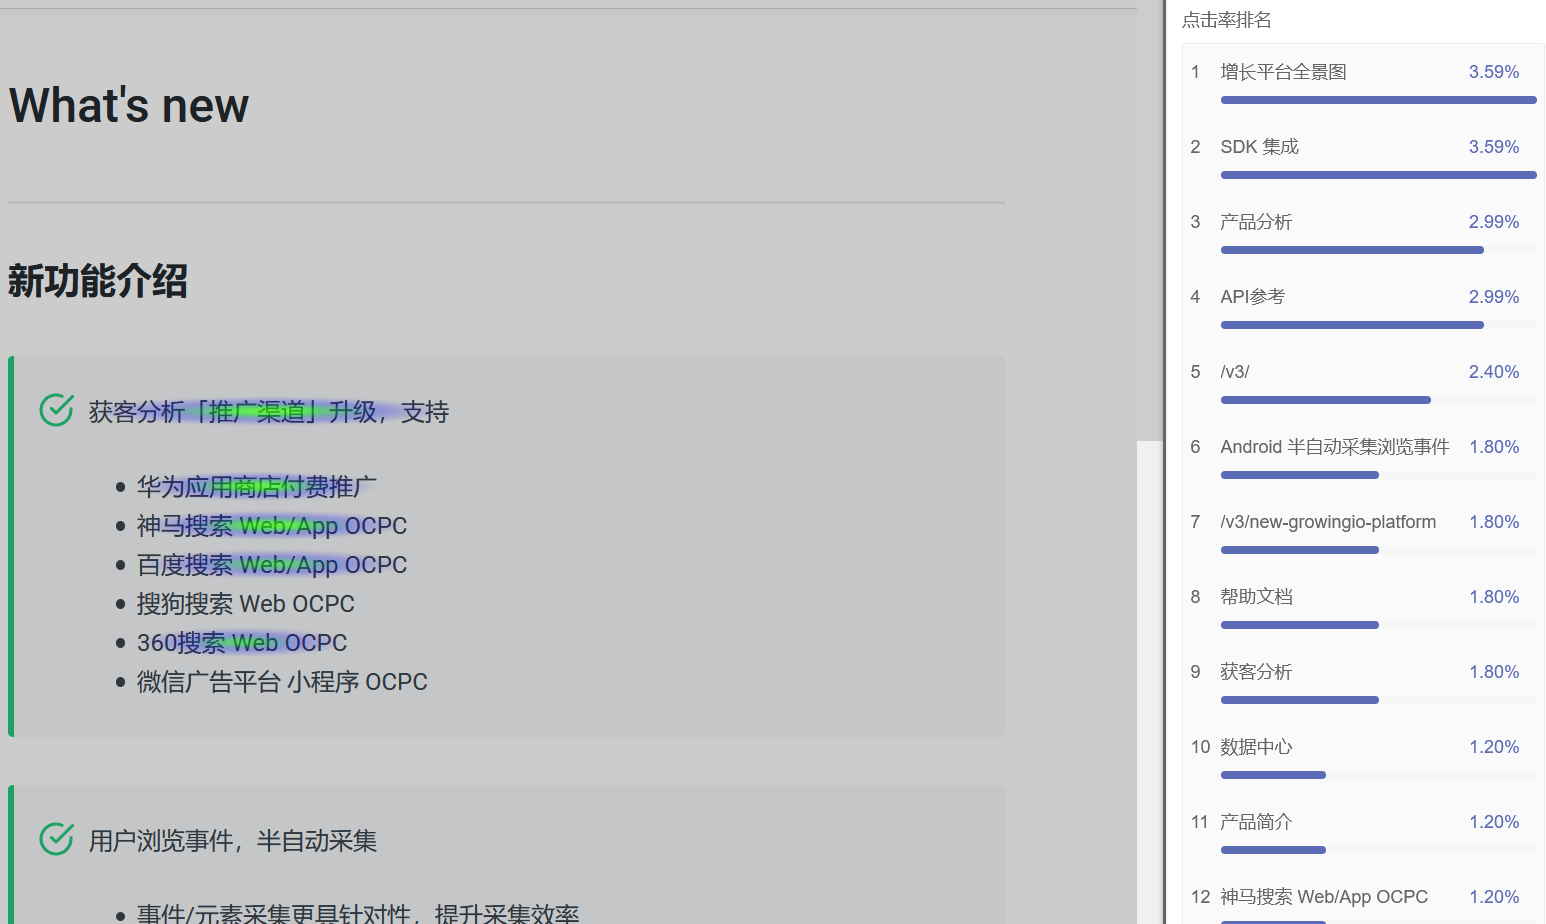 What's new
新功能介绍
获客分析「推广渠道」升级，支持
华为应用商店付费推广
神马搜索 Web/App OCPC
百度搜索 Web/App OCPC
搜狗搜索 Web OCPC
360搜索 Web OCPC
微信广告平台 小程序 OCPC
用户浏览事件，半自动采集
事件/元素采集更具针对性，提升采集效率
点击率排名
1 增长平台全景图 3.59%
2 SDK 集成 3.59%
3 产品分析 2.99%
4 API参考 2.99%
5 /v3/ 2.40%
6 Android 半自动采集浏览事件 1.80%
7 /v3/new-growingio-platform 1.80%
8 帮助文档 1.80%
9 获客分析 1.80%
10 数据中心 1.20%
11 产品简介 1.20%
12 神马搜索 Web/App OCPC 1.20%